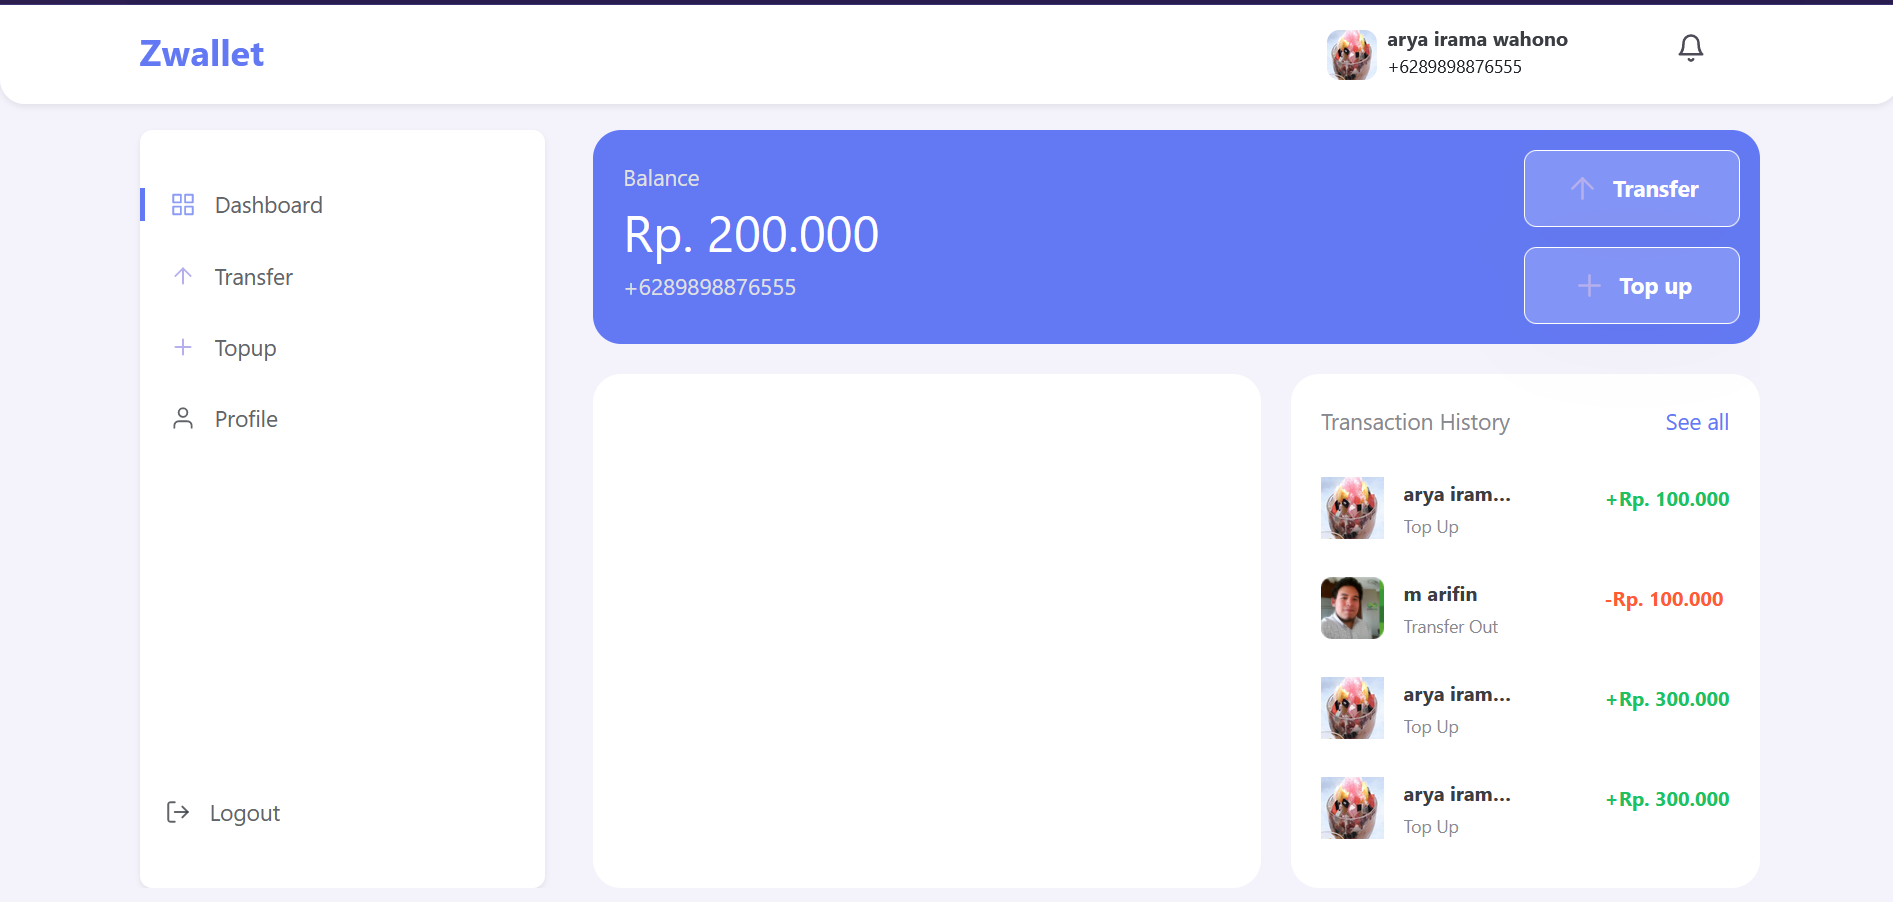 Zwallet
arya irama wahono
+6289898876555
Dashboard
Transfer
Topup
Profile
Logout
Balance
Rp. 200.000
+6289898876555
Transfer
Top up
Transaction History
See all
arya iram...
Top Up
+Rp. 100.000
m arifin
Transfer Out
-Rp. 100.000
arya iram...
Top Up
+Rp. 300.000
arya iram...
Top Up
+Rp. 300.000